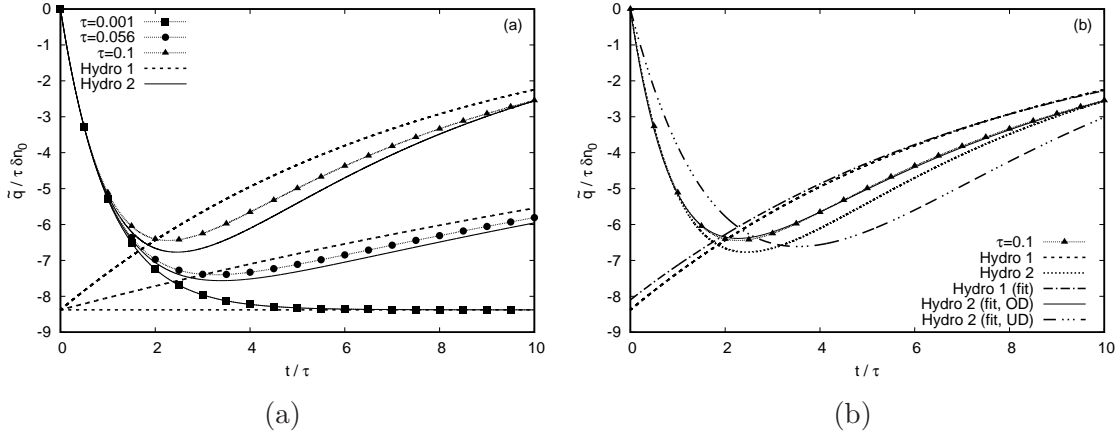 (a)
τ=0.001
τ=0.056
τ=0.1
Hydro 1
Hydro 2
0
-1
-2
-3
-4
-5
-6
-7
-8
-9
q̃ / τ δn₀
0 2 4 6 8 10
t / τ
(a)
(b)
0
-1
-2
-3
-4
-5
-6
-7
-8
-9
q̃ / τ δn₀
τ=0.1
Hydro 1
Hydro 2
Hydro 1 (fit)
Hydro 2 (fit, OD)
Hydro 2 (fit, UD)
0 2 4 6 8 10
t / τ
(b)